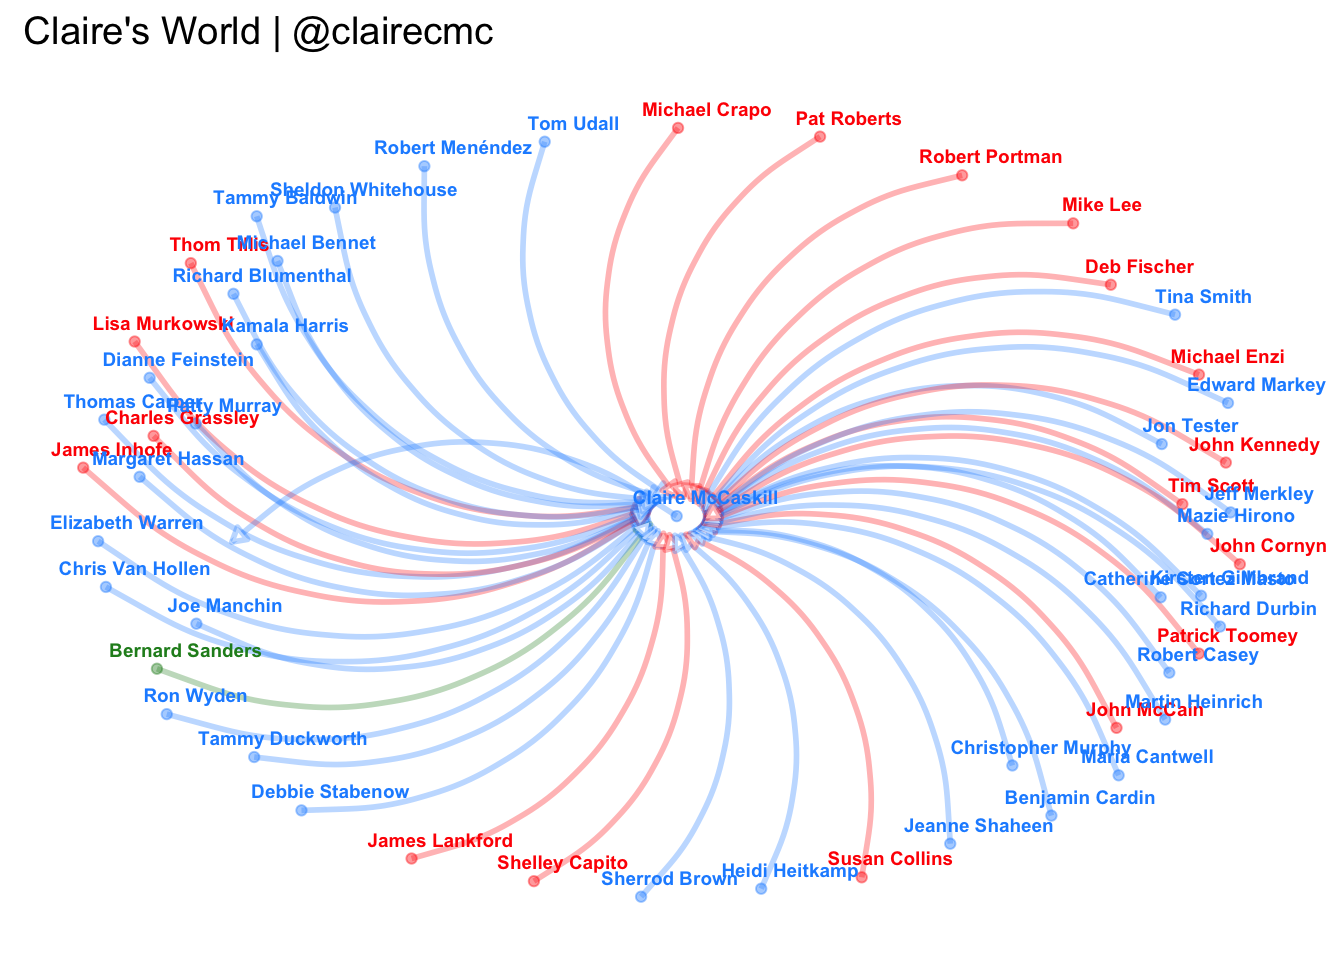 Claire's World | @clairecmc
Michael Crapo
Pat Roberts
Tom Udall
Robert Menéndez
Robert Portman
Sheldon Whitehouse
Tammy Baldwin
Mike Lee
Thom Tillis
Michael Bennet
Deb Fischer
Richard Blumenthal
Tina Smith
Lisa Murkowski
Kamala Harris
Dianne Feinstein
Michael Enzi
Edward Markey
Thomas Carper
Patty Murray
Charles Grassley
Jon Tester
John Kennedy
James Inhofe
Margaret Hassan
Tim Scott
Jeff Merkley
Claire McCaskill
Mazie Hirono
Elizabeth Warren
John Cornyn
Chris Van Hollen
Catherine Cortez Masto
Kirsten Gillibrand
Joe Manchin
Richard Durbin
Patrick Toomey
Bernard Sanders
Robert Casey
Ron Wyden
Martin Heinrich
John McCain
Tammy Duckworth
Christopher Murphy
Maria Cantwell
Debbie Stabenow
Benjamin Cardin
Jeanne Shaheen
James Lankford
Shelley Capito
Susan Collins
Heidi Heitkamp
Sherrod Brown